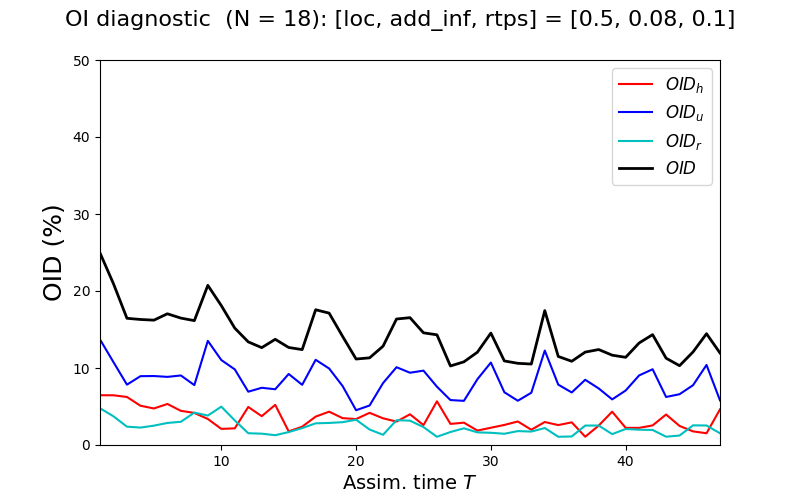 OI diagnostic  (N = 18): [loc, add_inf, rtps] = [0.5, 0.08, 0.1]
50
40
30
20
10
0
OID (%)
OID_h
OID_u
OID_r
OID
10 20 30 40
Assim. time T